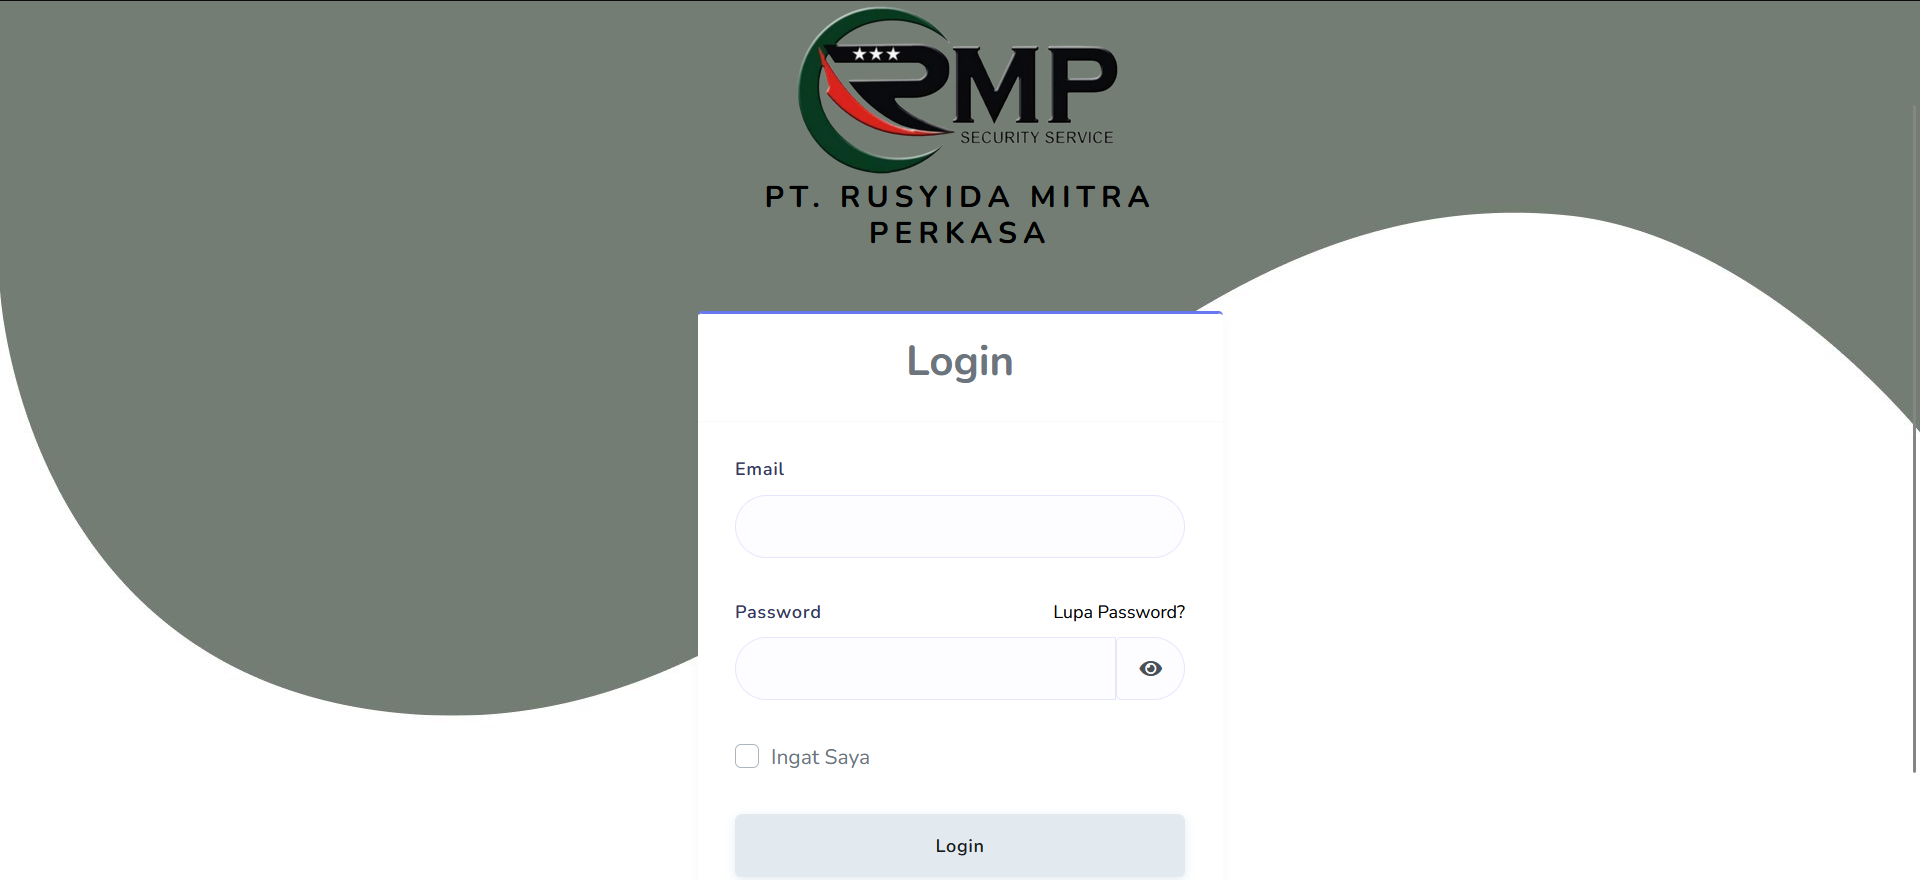 RMP
SECURITY SERVICE
PT. RUSYIDA MITRA
PERKASA
Login
Email
Password
Lupa Password?
Ingat Saya
Login